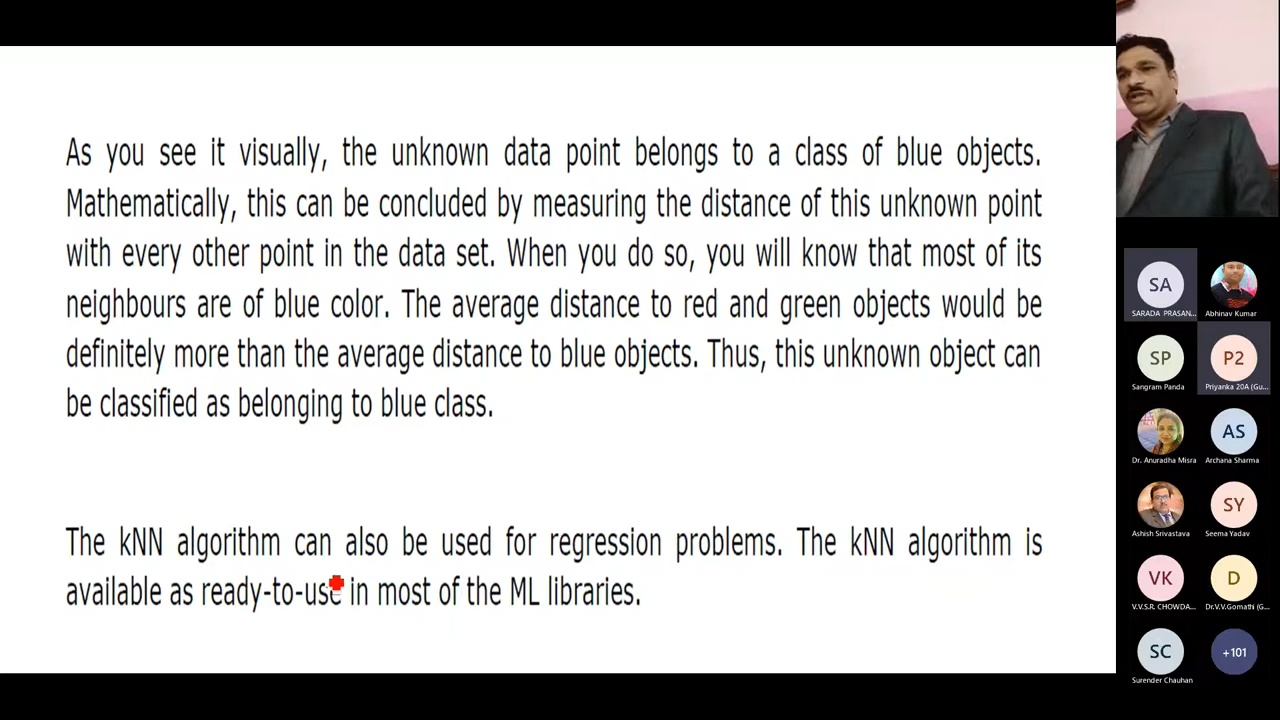 As you see it visually, the unknown data point belongs to a class of blue objects.
Mathematically, this can be concluded by measuring the distance of this unknown point
with every other point in the data set. When you do so, you will know that most of its
neighbours are of blue color. The average distance to red and green objects would be
definitely more than the average distance to blue objects. Thus, this unknown object can
be classified as belonging to blue class.
The kNN algorithm can also be used for regression problems. The kNN algorithm is
available as ready-to-use in most of the ML libraries.
SA
SARADA PRASAN...
Abhinav Kumar
SP
Sangram Panda
P2
Priyanka 20A (Gu...
Dr. Anuradha Misra
AS
Archana Sharma
Ashish Srivastava
SY
Seema Yadav
VK
V.V.S.R. CHOWDA...
D
Dr.V.V.Gomathi (G...
SC
Surender Chauhan
+101